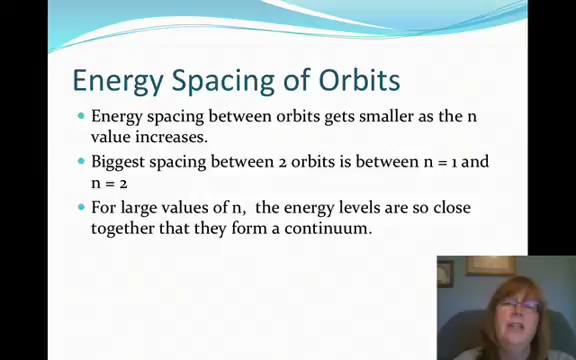 Energy Spacing of Orbits
Energy spacing between orbits gets smaller as the n
value increases.
Biggest spacing between 2 orbits is between n = 1 and
n = 2
For large values of n, the energy levels are so close
together that they form a continuum.